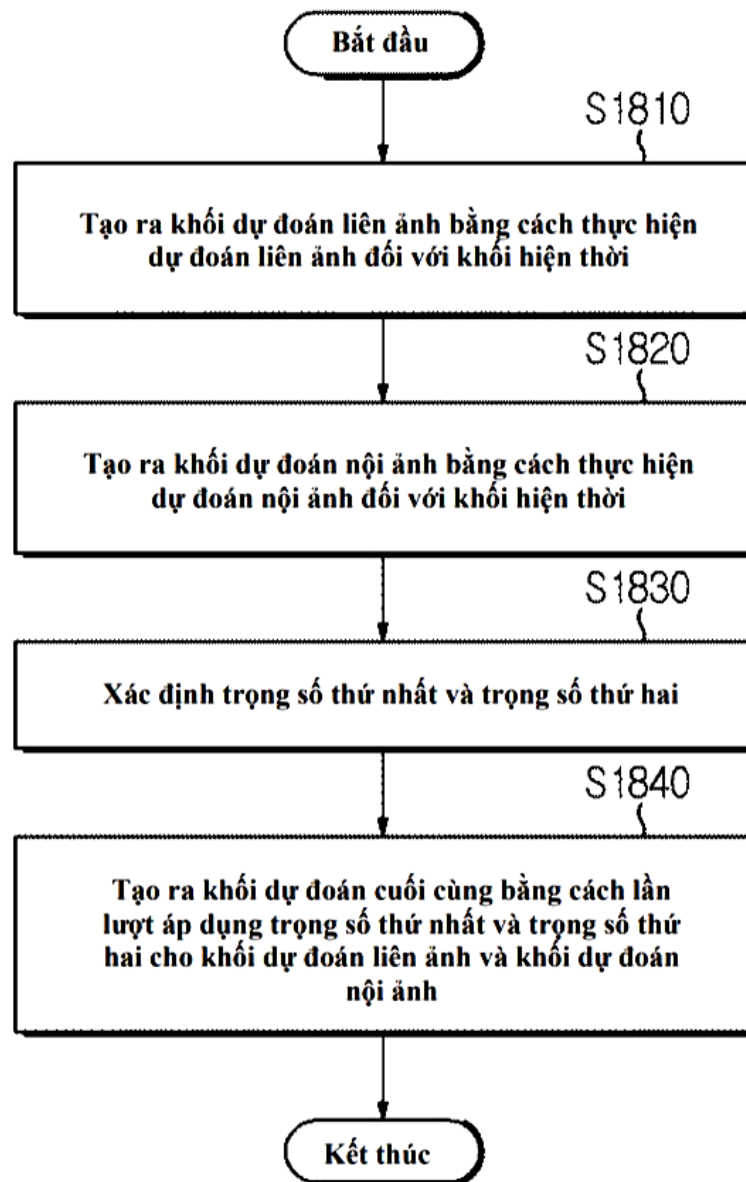 Bắt đầu
S1810
Tạo ra khối dự đoán liên ảnh bằng cách thực hiện
dự đoán liên ảnh đối với khối hiện thời
S1820
Tạo ra khối dự đoán nội ảnh bằng cách thực hiện
dự đoán nội ảnh đối với khối hiện thời
S1830
Xác định trọng số thứ nhất và trọng số thứ hai
S1840
Tạo ra khối dự đoán cuối cùng bằng cách lần
lượt áp dụng trọng số thứ nhất và trọng số thứ
hai cho khối dự đoán liên ảnh và khối dự đoán
nội ảnh
Kết thúc